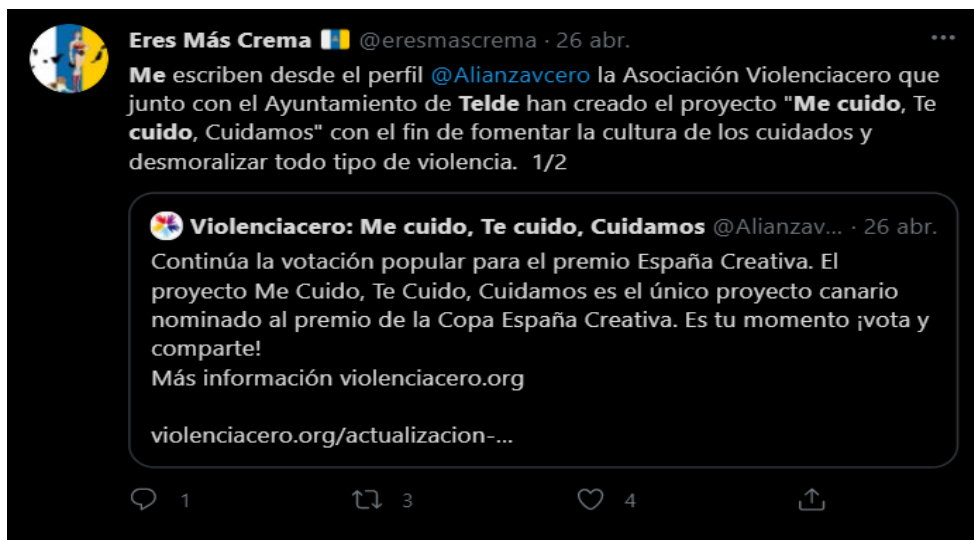 Eres Más Crema 🇮🇨 @eresmascrema · 26 abr.
Me escriben desde el perfil @Alianzavcero la Asociación Violenciacero que
junto con el Ayuntamiento de Telde han creado el proyecto "Me cuido, Te
cuido, Cuidamos" con el fin de fomentar la cultura de los cuidados y
desmoralizar todo tipo de violencia. 1/2
Violenciacero: Me cuido, Te cuido, Cuidamos @Alianzav... · 26 abr.
Continúa la votación popular para el premio España Creativa. El
proyecto Me Cuido, Te Cuido, Cuidamos es el único proyecto canario
nominado al premio de la Copa España Creativa. Es tu momento ¡vota y
comparte!
Más información violenciacero.org
violenciacero.org/actualizacion-...
1 3 4